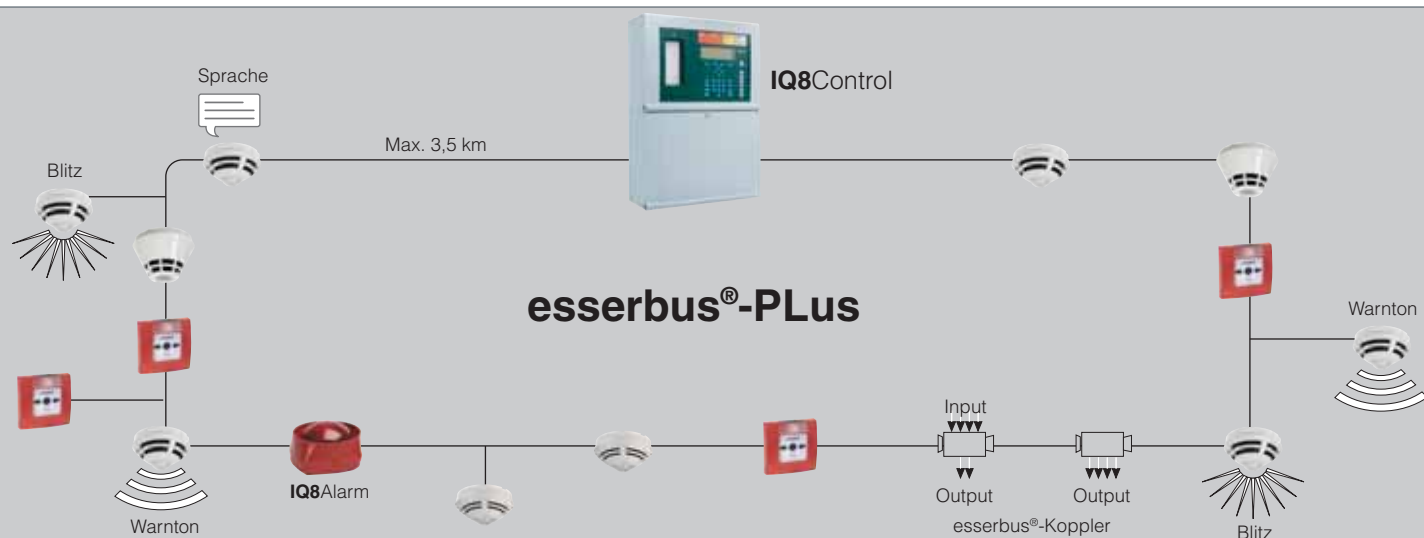 Sprache
IQ8Control
Max. 3,5 km
Blitz
esserbus®-PLus
Warnton
Input
IQ8Alarm
Output
Output
Warnton
esserbus®-Koppler
Blitz